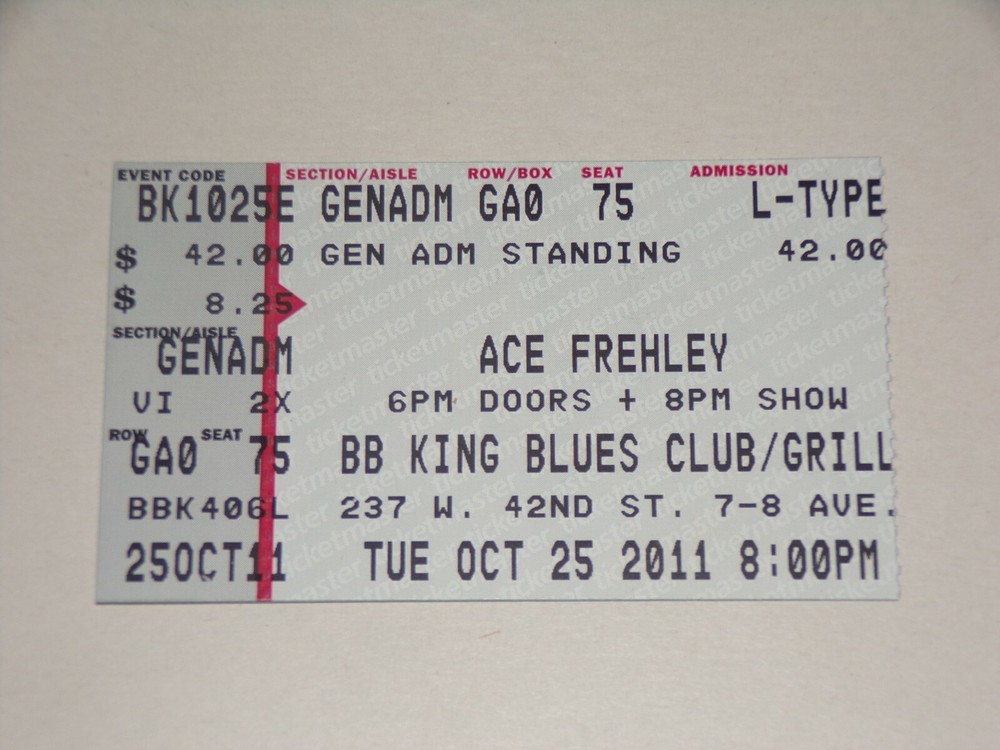 EVENT CODE SECTION/AISLE ROW/BOX SEAT ADMISSION
BK1025E GENADM GA0 75 L-TYPE
$ 42.00 GEN ADM STANDING 42.00
$ 8.25
SECTION/AISLE
GENADM ACE FREHLEY
VI 2X 6PM DOORS + 8PM SHOW
ROW SEAT
GA0 75 BB KING BLUES CLUB/GRILL
BBK406L 237 W. 42ND ST. 7-8 AVE.
25OCT11 TUE OCT 25 2011 8:00PM
ticketmaster